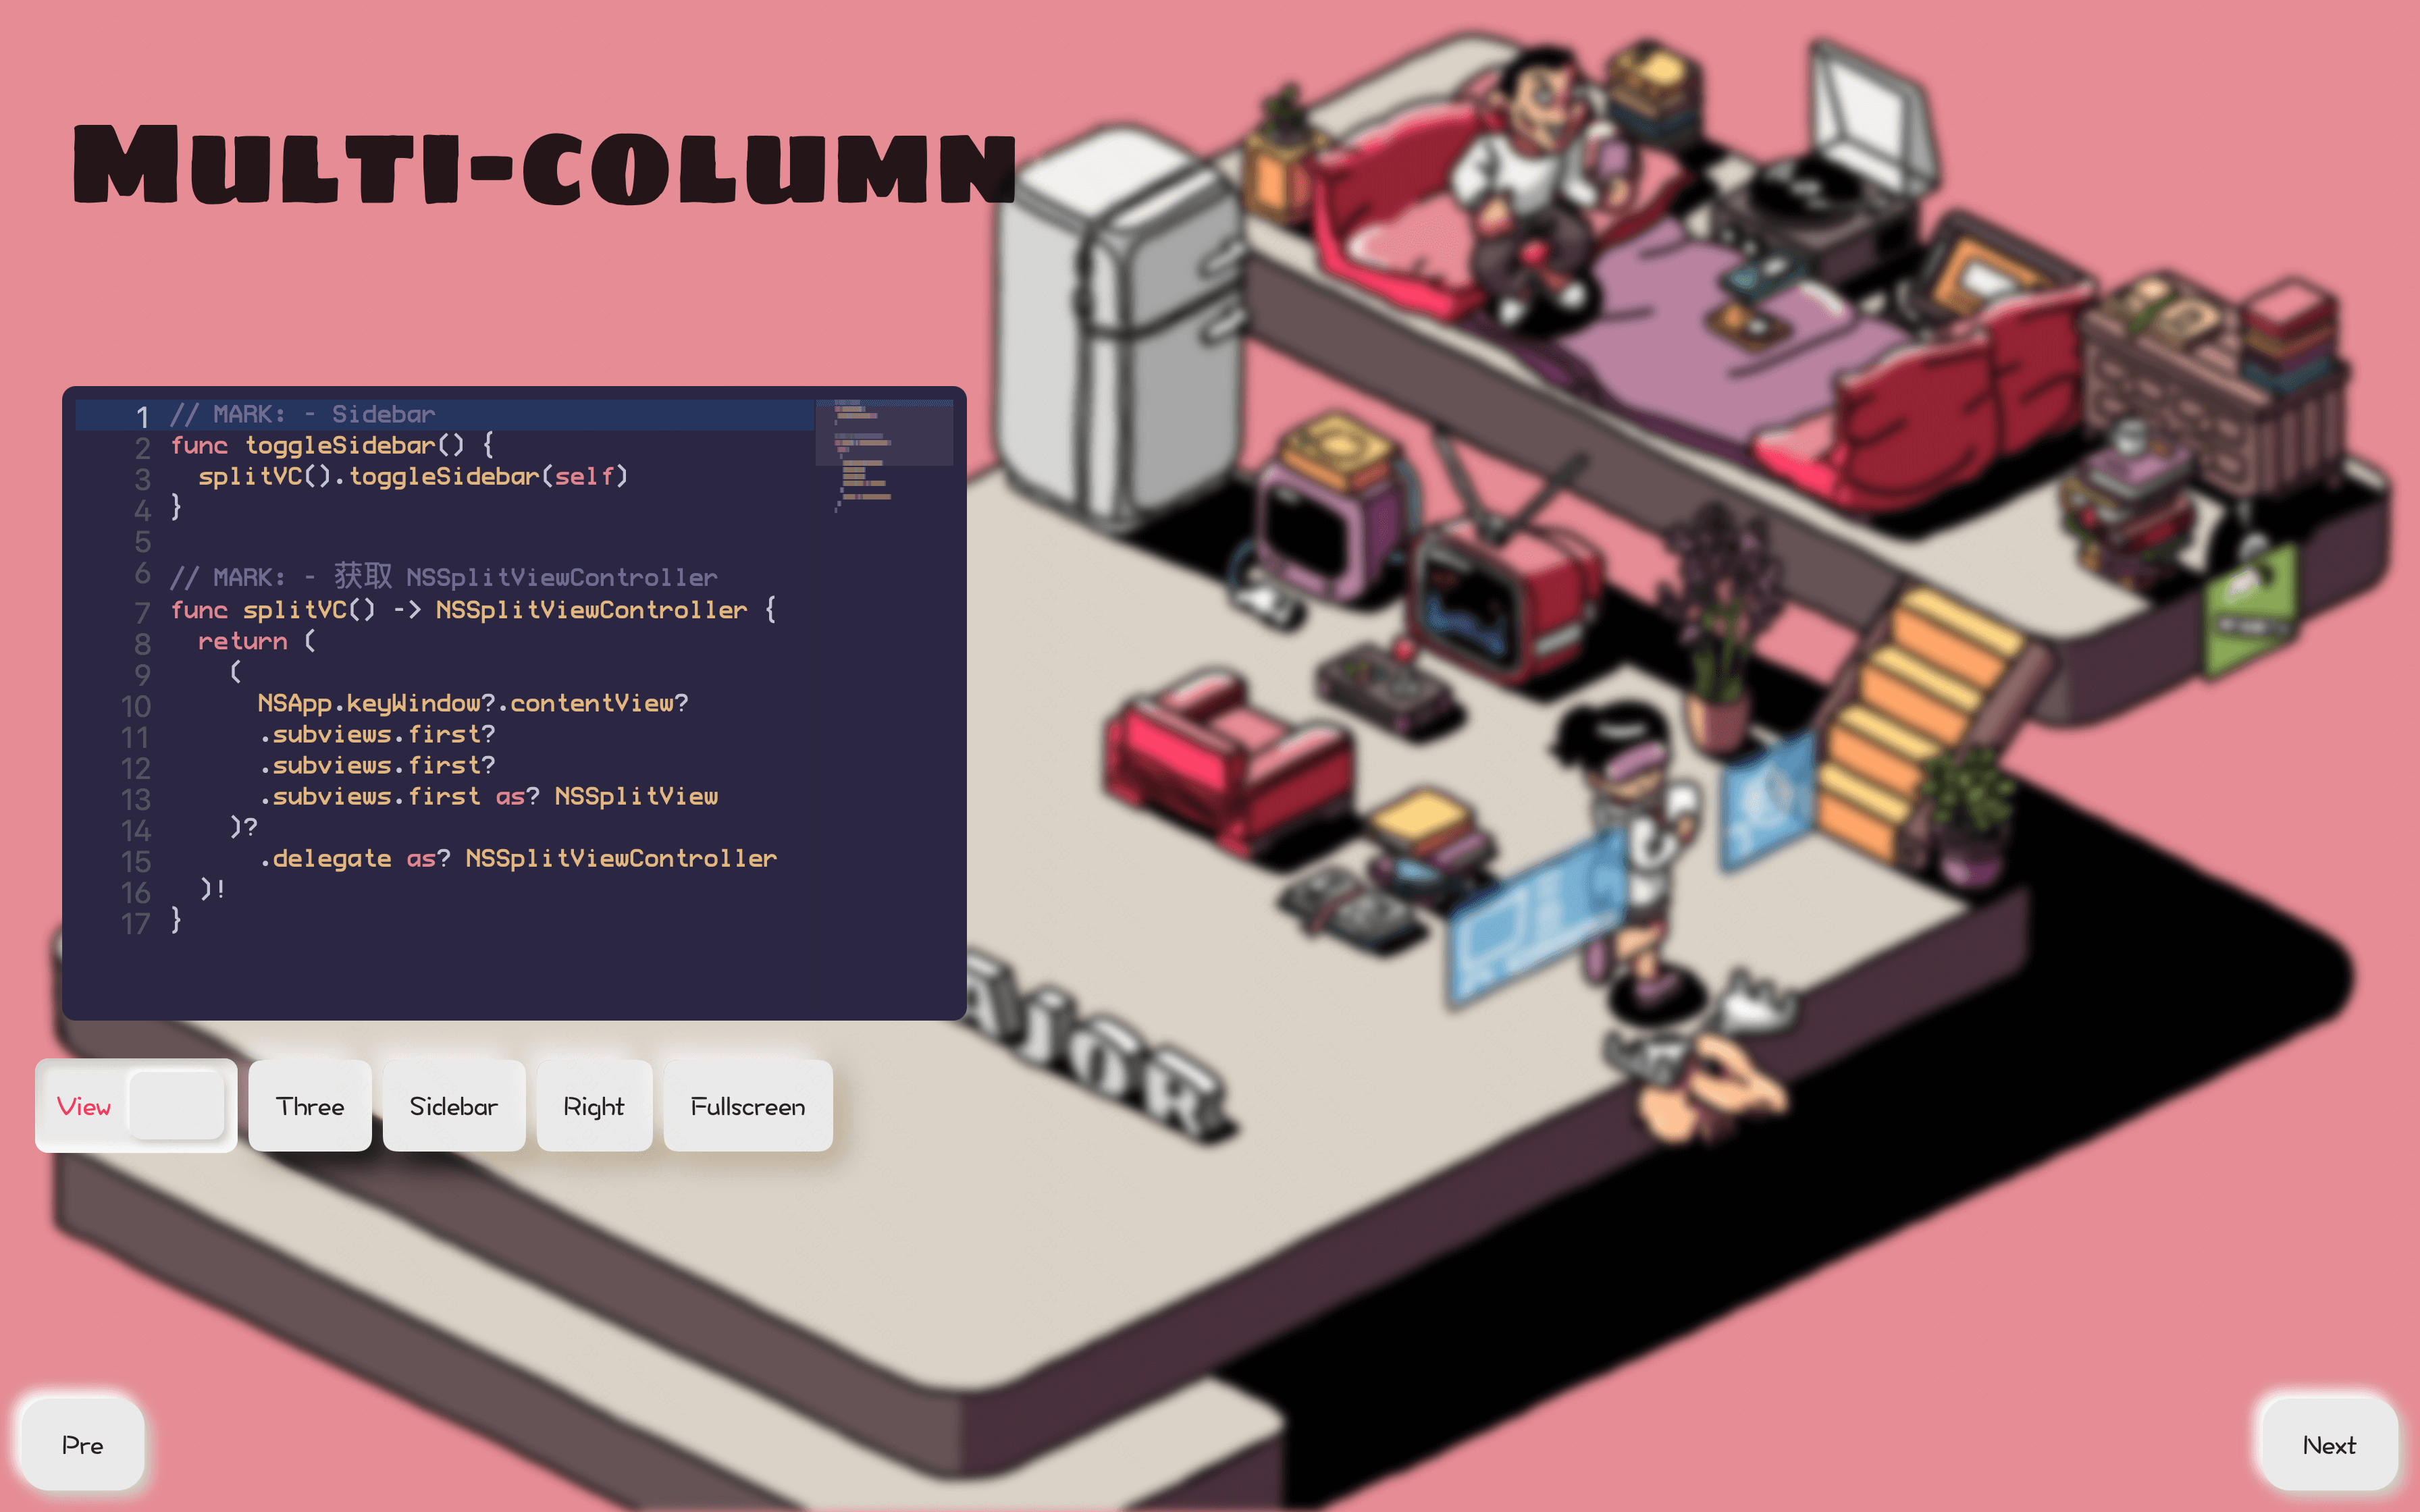 Multi-column
1 // MARK: - Sidebar
2 func toggleSidebar() {
3   splitVC().toggleSidebar(self)
4 }
5
6 // MARK: - 获取 NSSplitViewController
7 func splitVC() -> NSSplitViewController {
8   return (
9     (
10       NSApp.keyWindow?.contentView?
11       .subviews.first?
12       .subviews.first?
13       .subviews.first as? NSSplitView
14     )?
15       .delegate as? NSSplitViewController
16   )!
17 }
View Three Sidebar Right Fullscreen
Pre Next